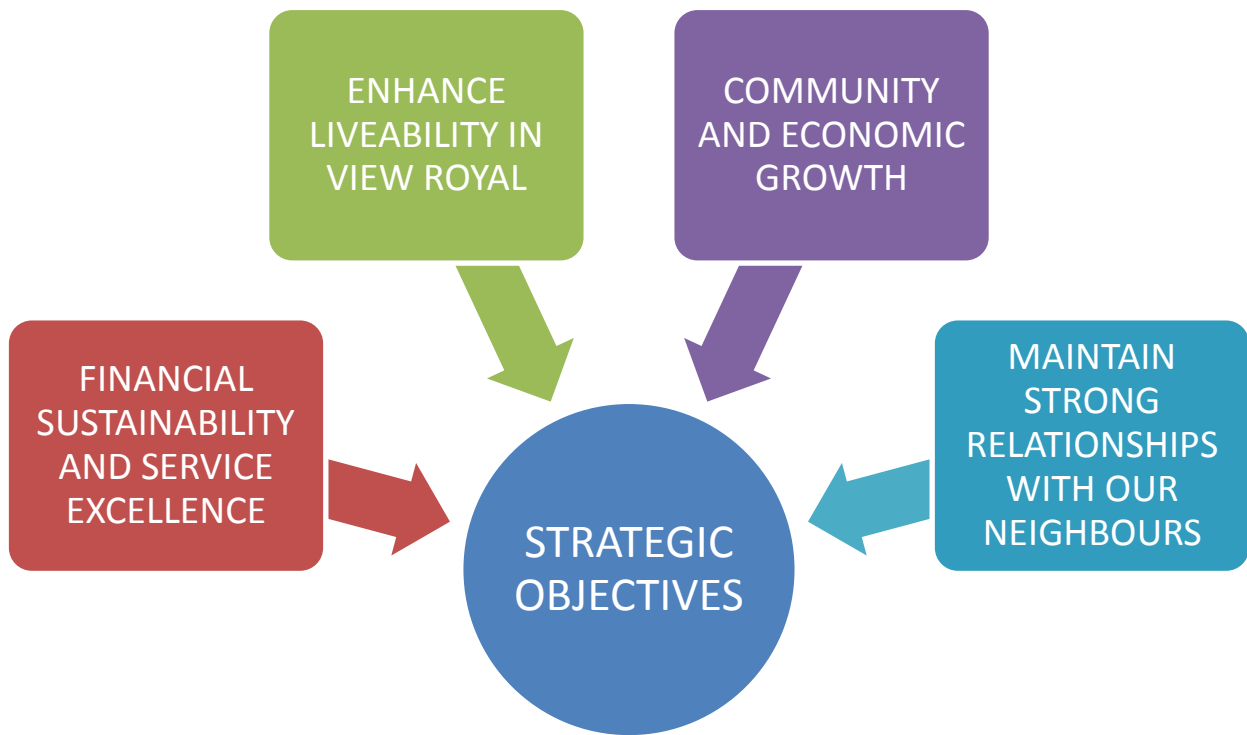 ENHANCE
LIVEABILITY IN
VIEW ROYAL
COMMUNITY
AND ECONOMIC
GROWTH
FINANCIAL
SUSTAINABILITY
AND SERVICE
EXCELLENCE
MAINTAIN
STRONG
RELATIONSHIPS
WITH OUR
NEIGHBOURS
STRATEGIC
OBJECTIVES